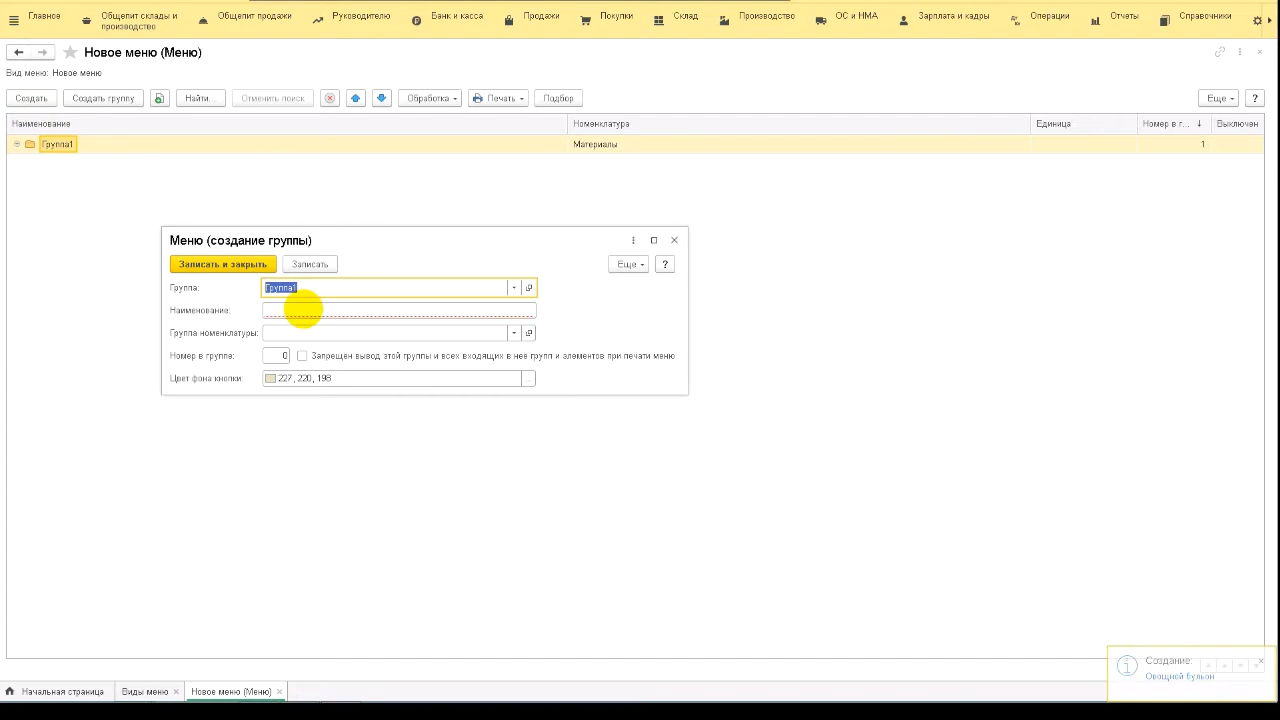 Главное
Общепит склады и
производство
Общепит продажи
Руководителю
Банк и касса
Продажи
Покупки
Склад
Производство
ОС и НМА
Зарплата и кадры
Операции
Отчеты
Справочники
Новое меню (Меню)
Вид меню: Новое меню
Создать
Создать группу
Найти...
Отменить поиск
Обработка
Печать
Подбор
Еще
?
Наименование
Номенклатура
Единица
Номер в г...
Выключен
Группа1
Материалы
1
Меню (создание группы)
Записать и закрыть
Записать
Еще
?
Группа:
Группа1
Наименование:
Группа номенклатуры:
Номер в группе:
0
Запрещён вывод этой группы и всех входящих в нее групп и элементов при печати меню
Цвет фона кнопки:
227, 220, 198
...
Создание:
Овощной бульон
Начальная страница
Виды меню
Новое меню (Меню)